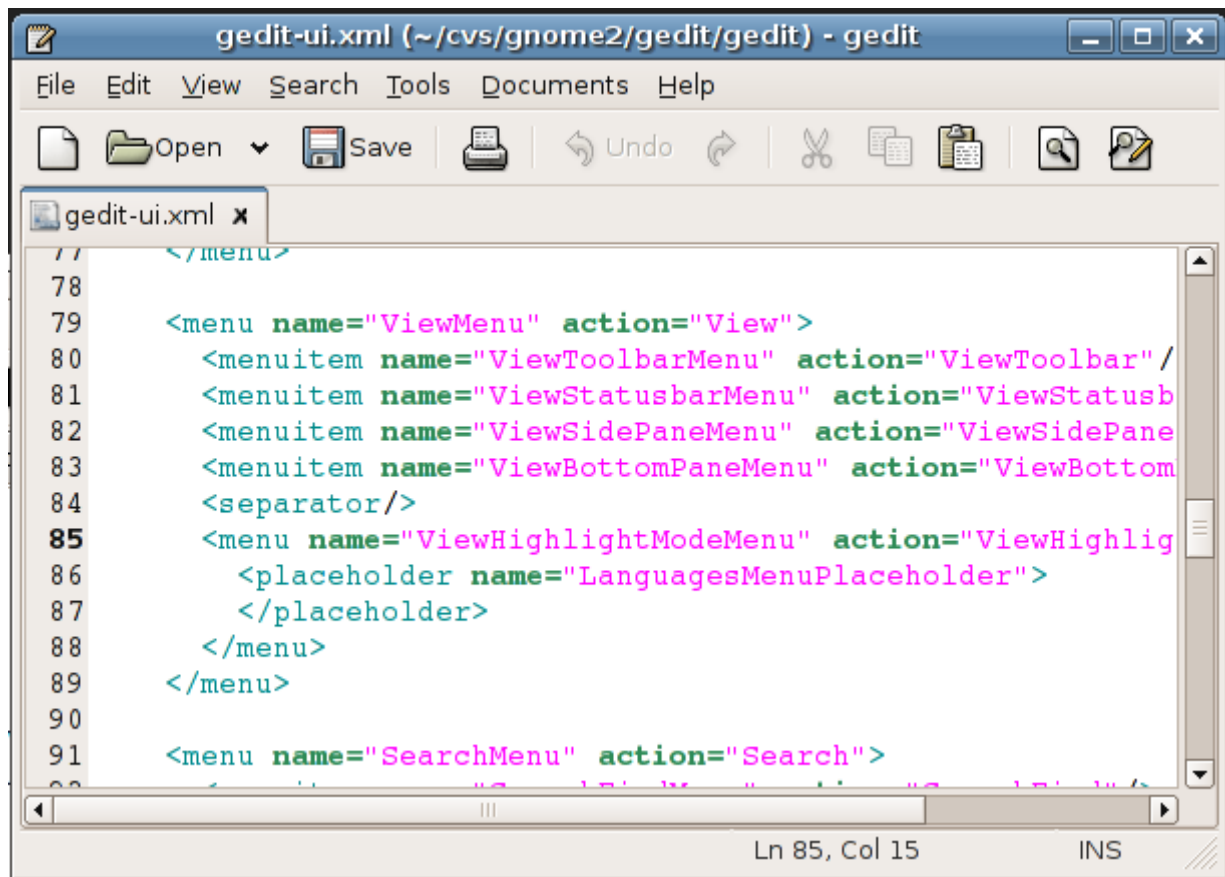 gedit-ui.xml (~/cvs/gnome2/gedit/gedit) - gedit
File Edit View Search Tools Documents Help
Open Save Undo
gedit-ui.xml
77 </menu>
78
79 <menu name="ViewMenu" action="View">
80 <menuitem name="ViewToolbarMenu" action="ViewToolbar"/
81 <menuitem name="ViewStatusbarMenu" action="ViewStatusb
82 <menuitem name="ViewSidePaneMenu" action="ViewSidePane
83 <menuitem name="ViewBottomPaneMenu" action="ViewBottom
84 <separator/>
85 <menu name="ViewHighlightModeMenu" action="ViewHighlig
86 <placeholder name="LanguagesMenuPlaceholder">
87 </placeholder>
88 </menu>
89 </menu>
90
91 <menu name="SearchMenu" action="Search">
Ln 85, Col 15 INS